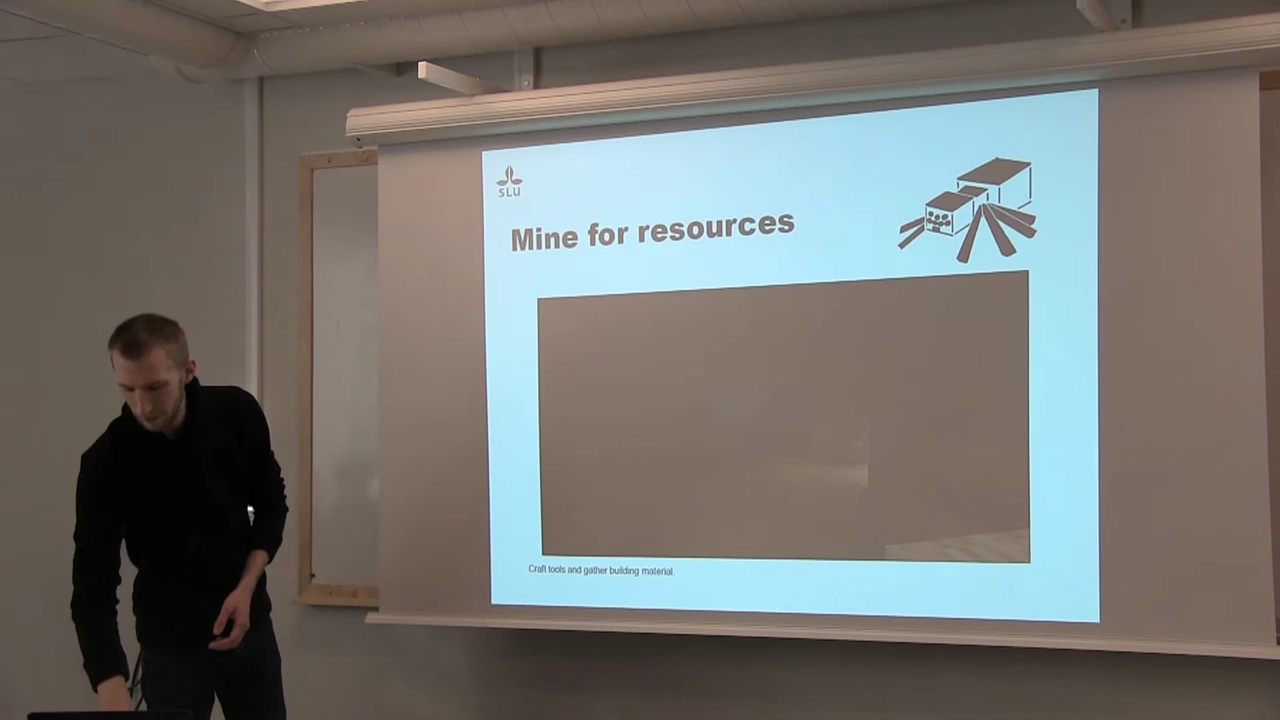 SLU
Mine for resources
Craft tools and gather building material.